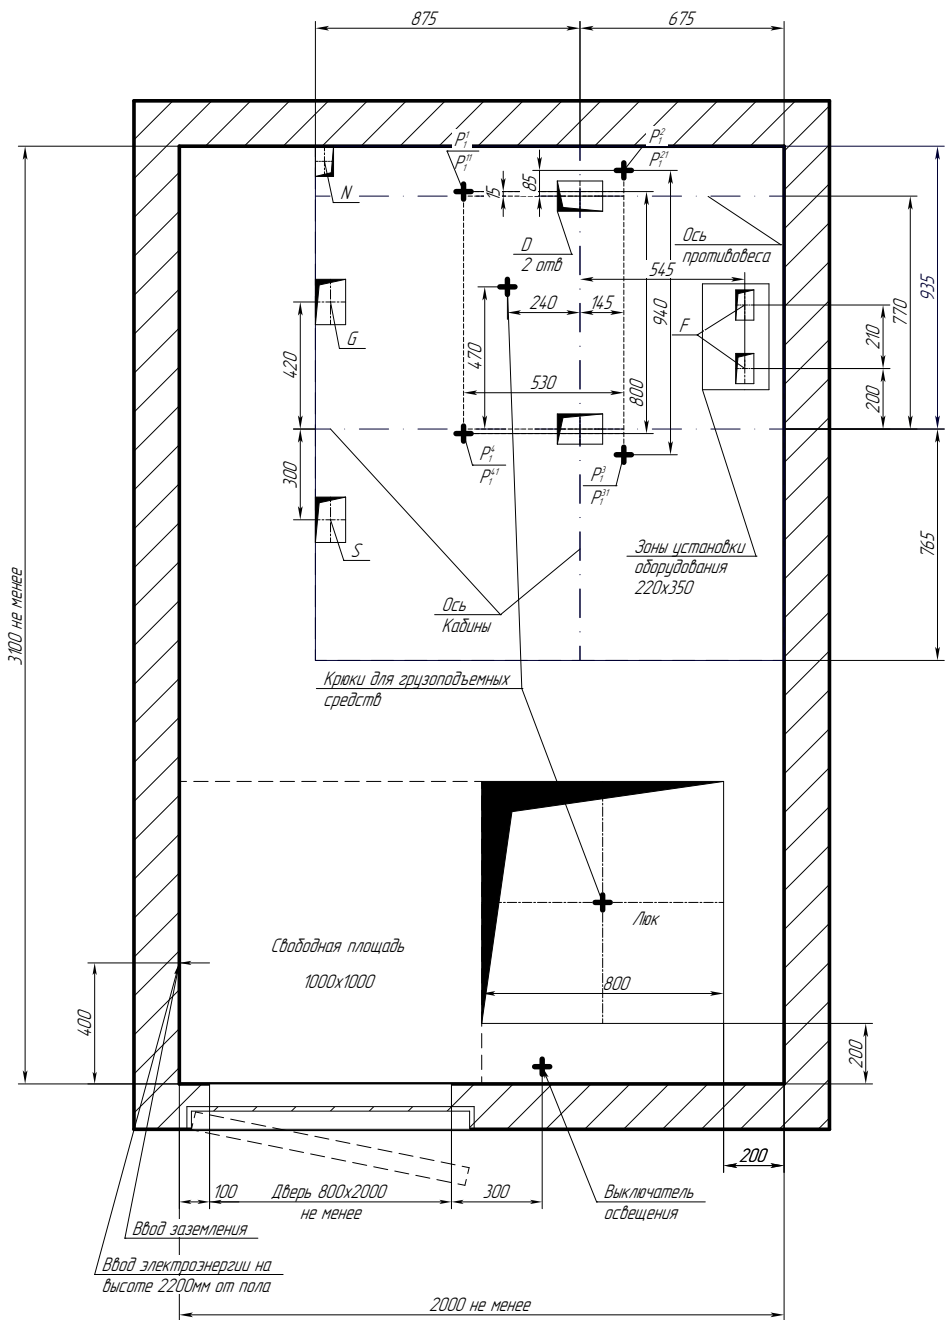 875
675
P₁¹
P₁¹¹
P₁²
P₁²¹
N
15
85
D
2 отв
Ось
противовеса
545
240
145
940
F
935
770
210
G
420
470
530
800
200
P₁⁴
P₁⁴¹
P₁³
P₁³¹
300
S
Зоны установки
оборудования
220х350
765
3100 не менее
Ось
Кабины
Крюки для грузоподъемных
средств
Свободная площадь
1000х1000
Люк
800
400
200
200
100
Дверь 800х2000
не менее
300
Выключатель
освещения
Ввод заземления
Ввод электроэнергии на
высоте 2200мм от пола
2000 не менее